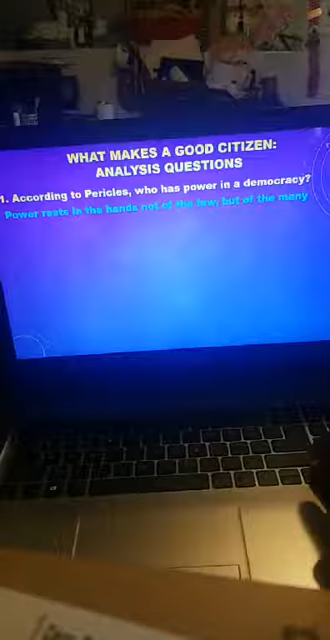 WHAT MAKES A GOOD CITIZEN:
ANALYSIS QUESTIONS
1. According to Pericles, who has power in a democracy?
Power rests in the hands not of the few, but of the many